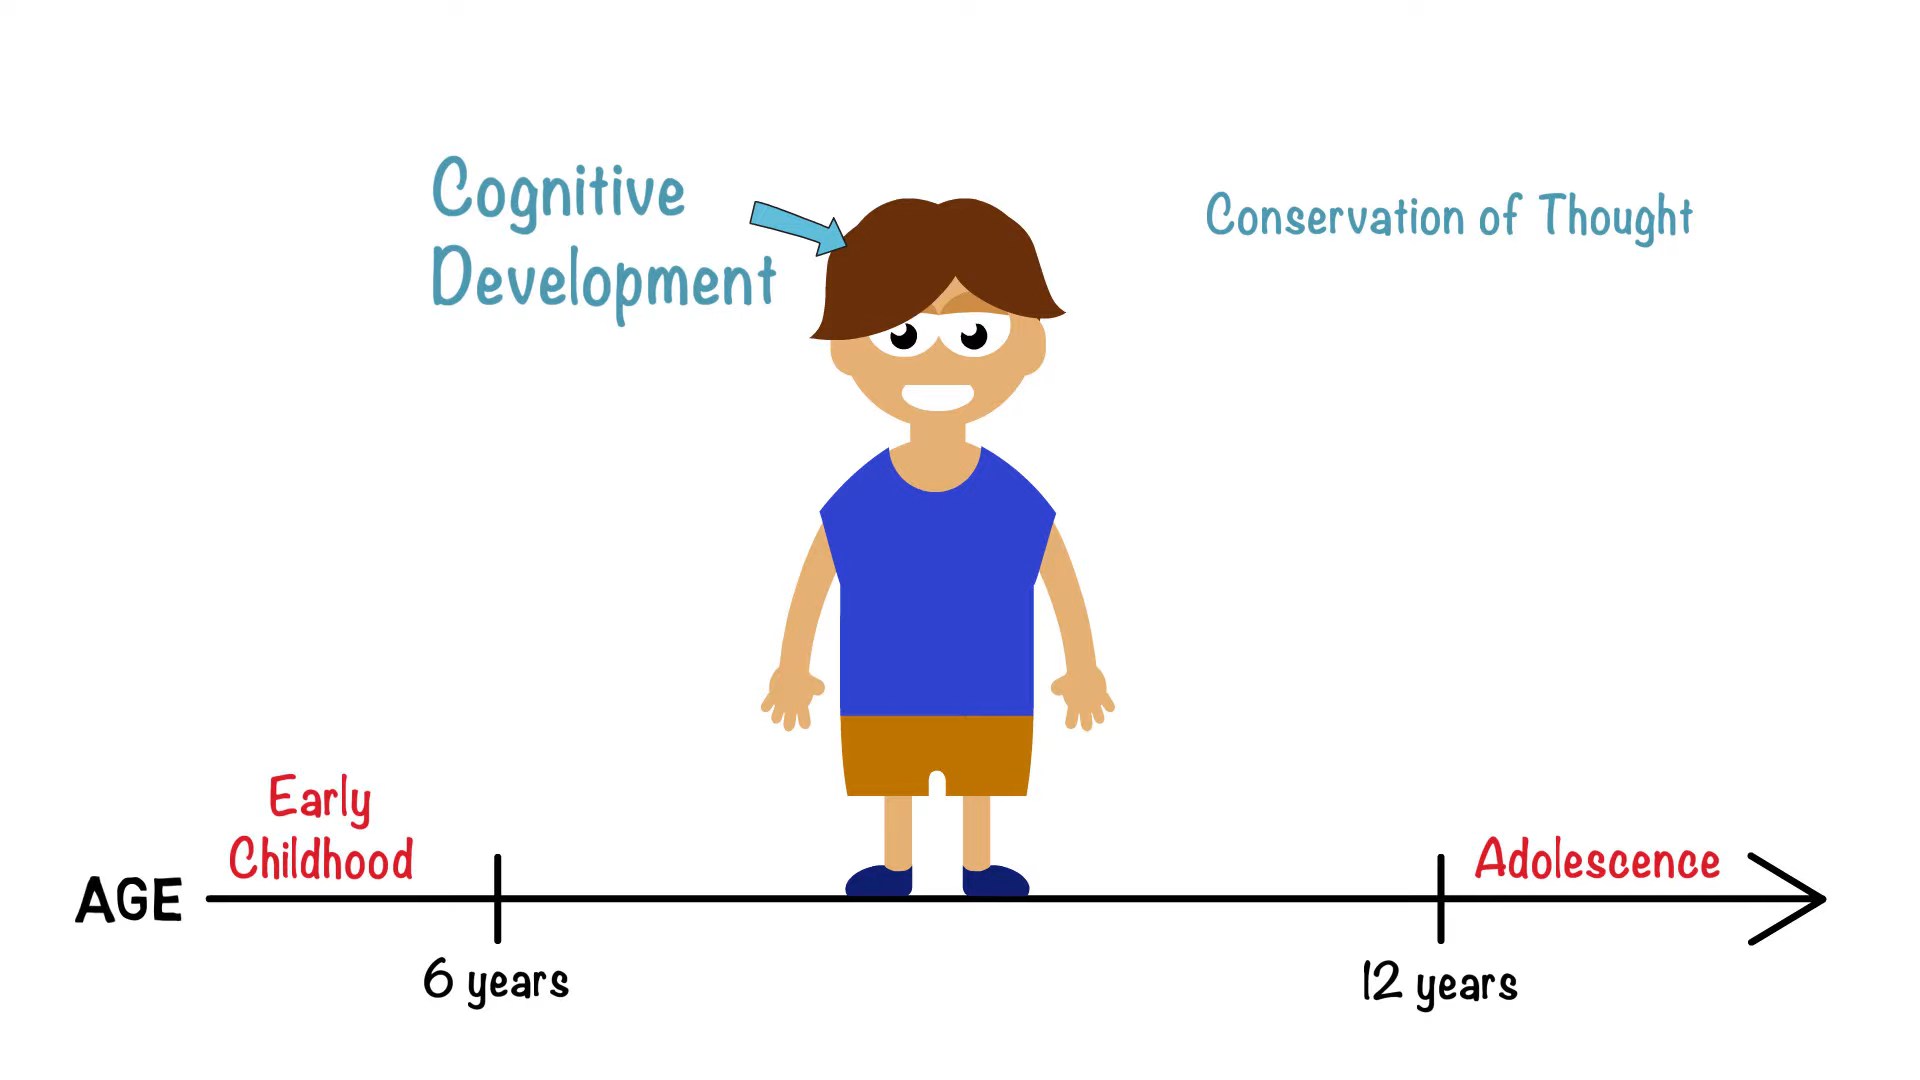 Cognitive
Development
Conservation of Thought
Early
Childhood
Adolescence
AGE
6 years
12 years